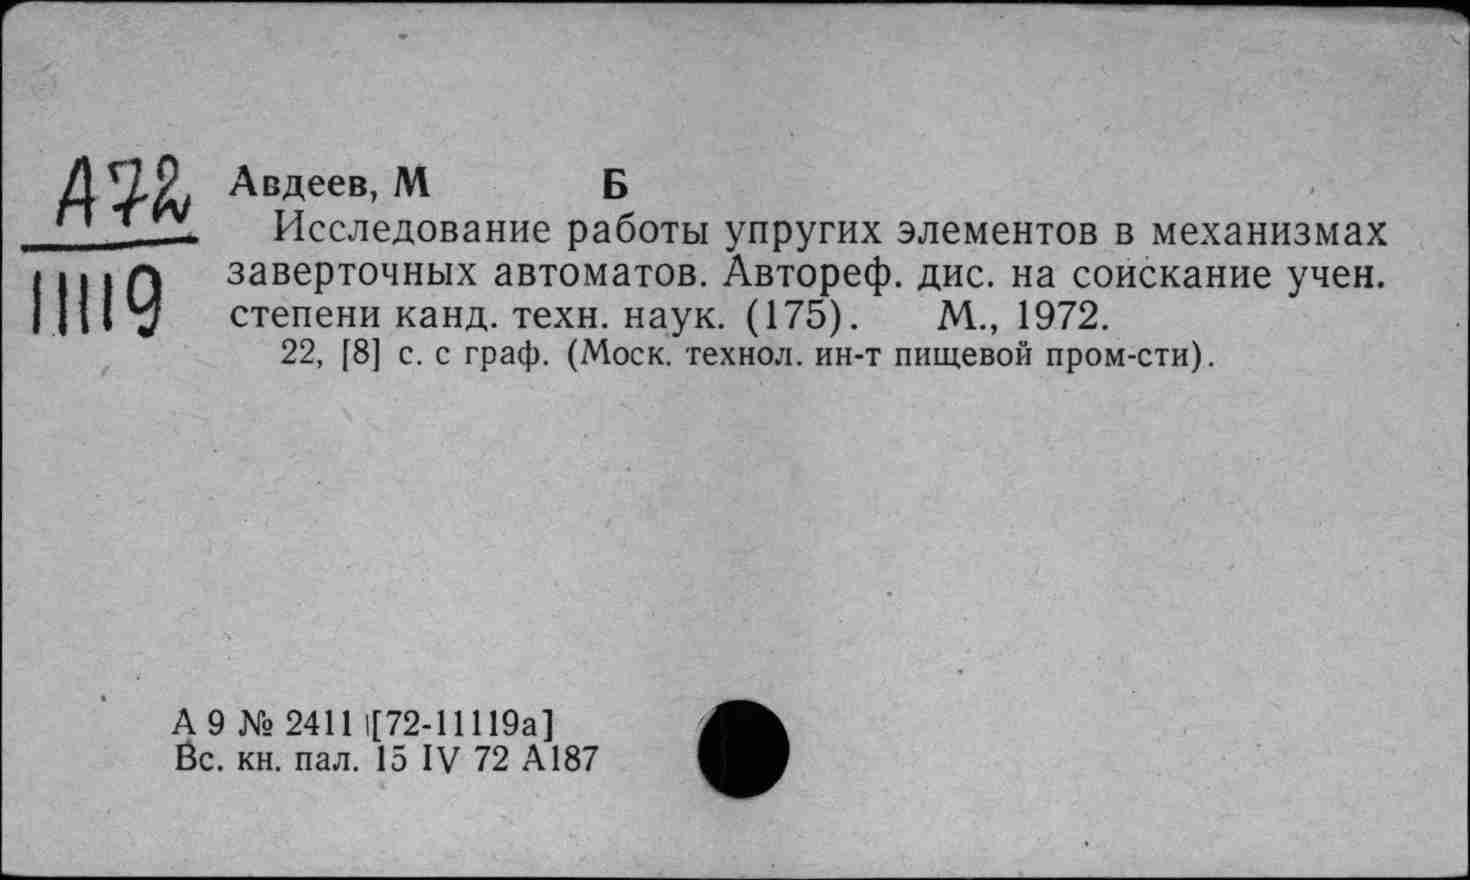 А72
11119
Авдеев, М Б
Исследование работы упругих элементов в механизмах
заверточных автоматов. Автореф. дис. на соискание учен.
степени канд. техн. наук. (175). М., 1972.
22, [8] с. с граф. (Моск. технол. ин-т пищевой пром-сти).
А 9 № 2411 [72-11119а]
Вс. кн. пал. 15 IV 72 А187